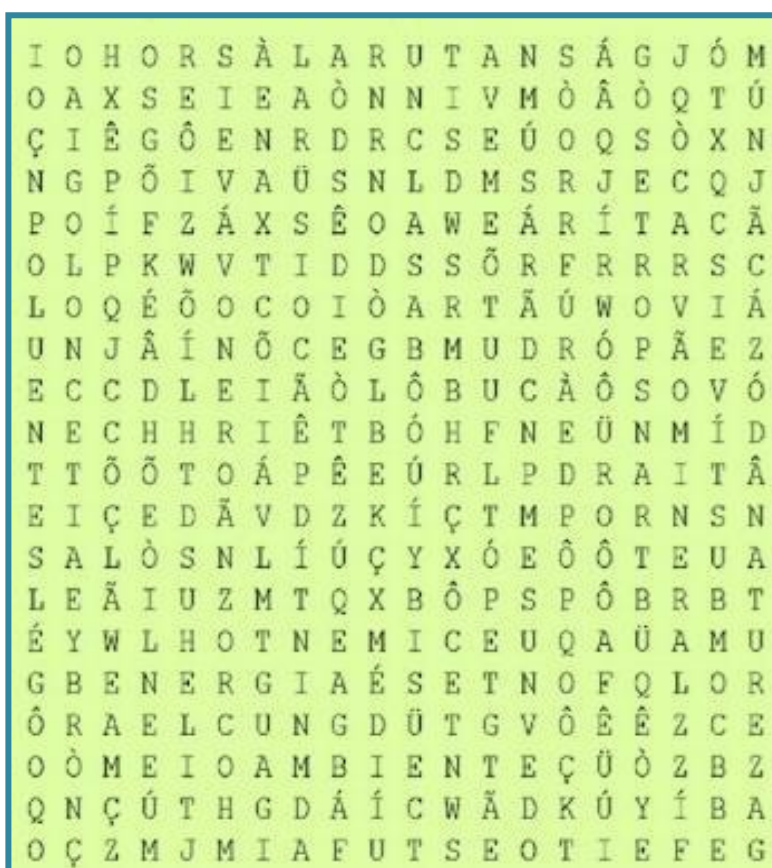 I O H O R S À L A R U T A N S Á G J Ó M
O A X S E I E A Ò N N I V M Ò Â Ò Q T Ú
Ç I Ê G Ô E N R D R C S E Ú O Q S Ò X N
N G P Õ I V A Ü S N L D M S R J E C Q J
P O Í F Z Á X S Ê O A W E Á R Í T A C Ã
O L P K W V T I D D S S Õ R F R R R S C
L O Q É Õ O C O I Ò A R T Ã Ú W O V I Á
U N J Â Í N Õ C E G B M U D R Ó P Ã E Z
E C C D L E I Ã Ò L Ô B U C À Ô S O V Ó
N E C H H R I Ê T B Ó H F N E Ü N M Í D
T T Õ Õ T O Á P Ê E Ú R L P D R A I T Â
E I Ç E D Ã V D Z K Í Ç T M P O R N S N
S A L Ò S N L Í Ú Ç Y X Ó E Ô Ô T E U A
L E Ã I U Z M T Q X B Ô P S P Ô B R B T
É Y W L H O T N E M I C E U Q A Ü A M U
G B E N E R G I A É S E T N O F Q L O R
Ô R A E L C U N G D Ü T G V Ô Ê Ê Z C E
O Ò M E I O A M B I E N T E Ç Ü Ò Z B Z
Q N Ç Ú T H G D Á Í C W Ã D K Ú Y Í B A
O Ç Z M J M I A F U T S E O T I E F E G